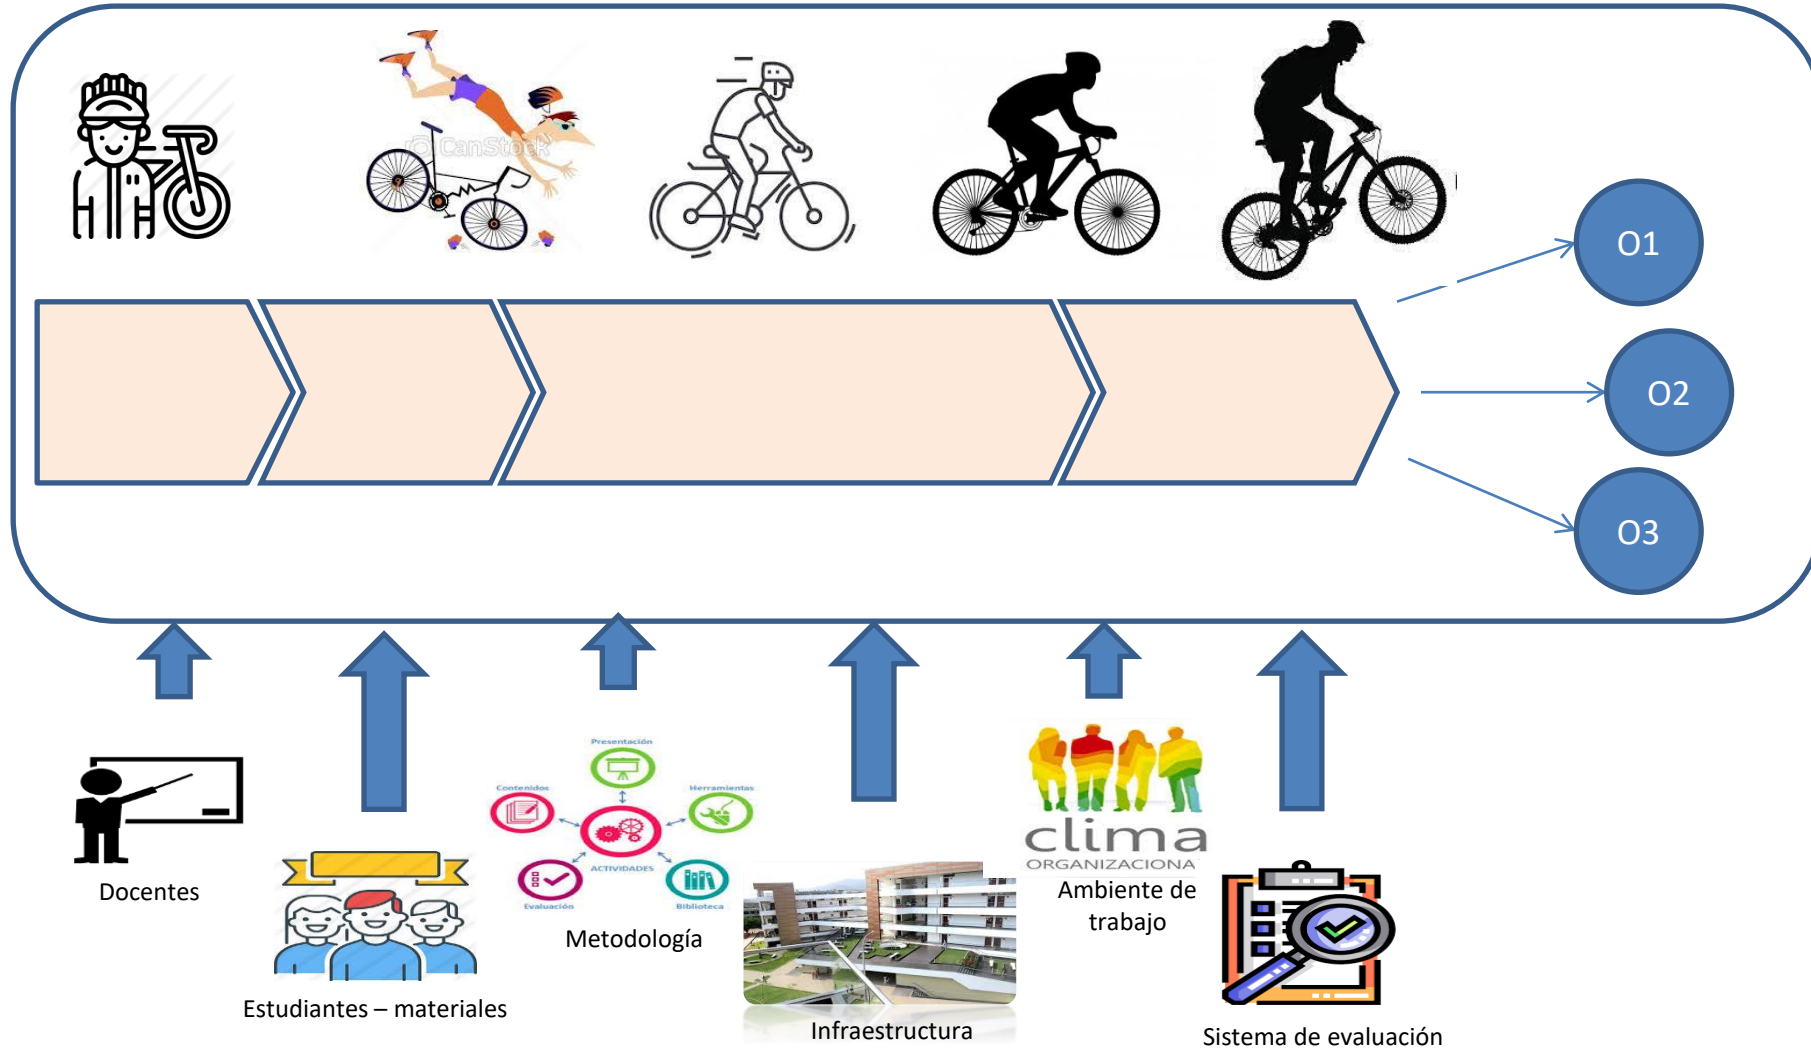 CanStock
O1
O2
O3
Presentación
Contenidos
Herramientas
ACTIVIDADES
Evaluación
Biblioteca
clima
ORGANIZACIONA
Docentes
Estudiantes – materiales
Metodología
Infraestructura
Ambiente de
trabajo
Sistema de evaluación